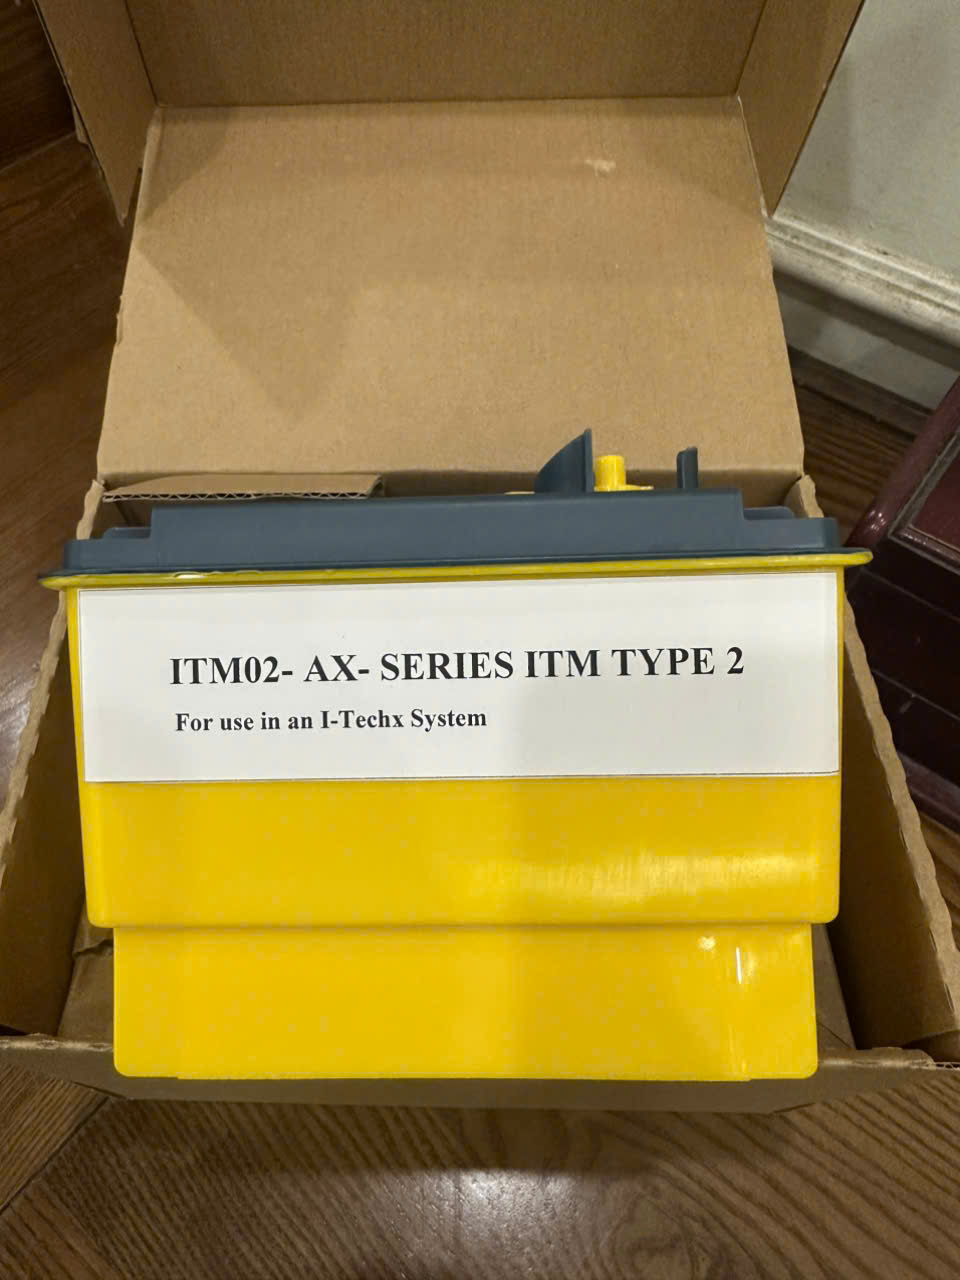 ITM02- AX- SERIES ITM TYPE 2
For use in an I-Techx System